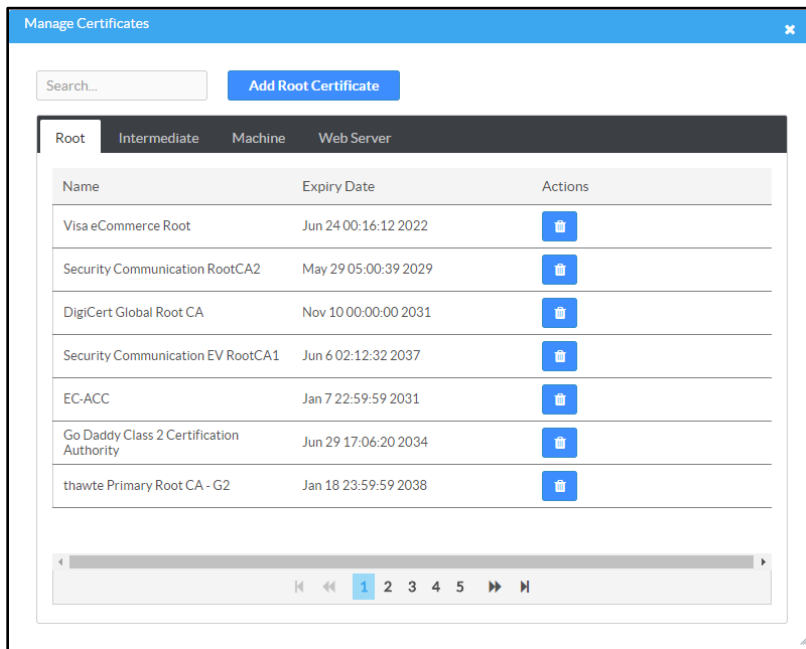 Manage Certificates
Search...
Add Root Certificate
Root Intermediate Machine Web Server
Name Expiry Date Actions
Visa eCommerce Root Jun 24 00:16:12 2022
Security Communication RootCA2 May 29 05:00:39 2029
DigiCert Global Root CA Nov 10 00:00:00 2031
Security Communication EV RootCA1 Jun 6 02:12:32 2037
EC-ACC Jan 7 22:59:59 2031
Go Daddy Class 2 Certification
Authority Jun 29 17:06:20 2034
thawte Primary Root CA - G2 Jan 18 23:59:59 2038
1 2 3 4 5